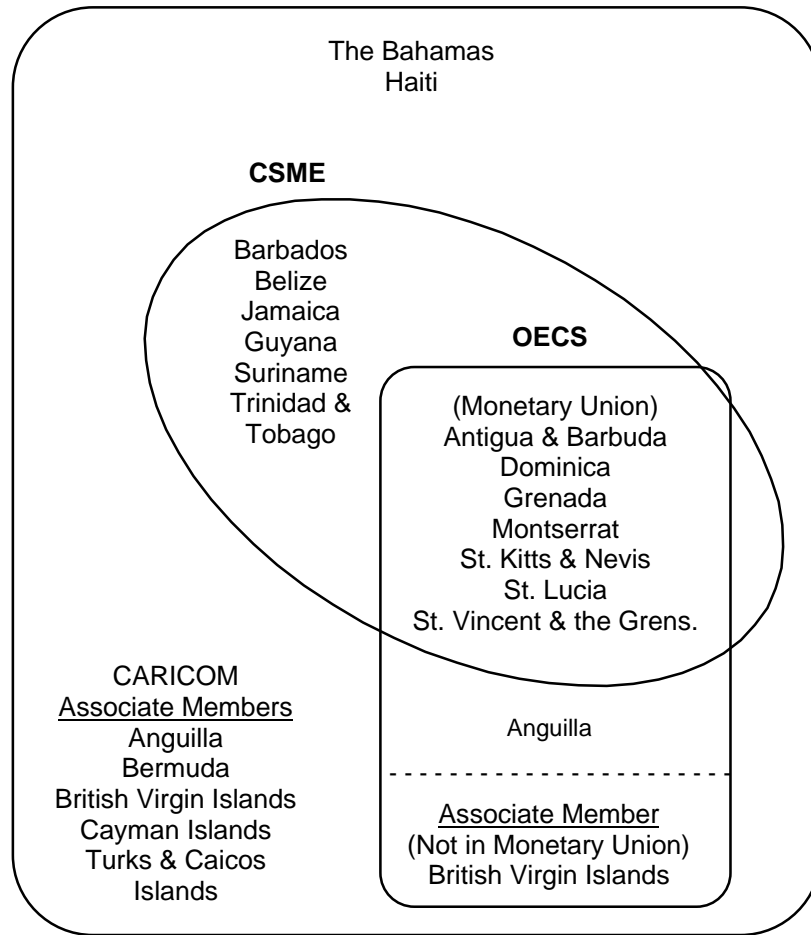 The Bahamas
Haiti
CSME
Barbados
Belize
Jamaica
Guyana
Suriname
Trinidad &
Tobago
OECS
(Monetary Union)
Antigua & Barbuda
Dominica
Grenada
Montserrat
St. Kitts & Nevis
St. Lucia
St. Vincent & the Grens.
Anguilla
Associate Member
(Not in Monetary Union)
British Virgin Islands
CARICOM
Associate Members
Anguilla
Bermuda
British Virgin Islands
Cayman Islands
Turks & Caicos
Islands